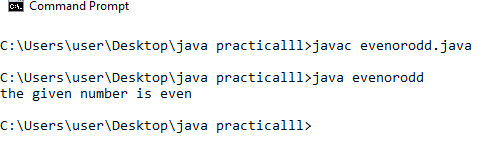 Command Prompt
C:\Users\user\Desktop\java practicalll>javac evenorodd.java
C:\Users\user\Desktop\java practicalll>java evenorodd
the given number is even
C:\Users\user\Desktop\java practicalll>